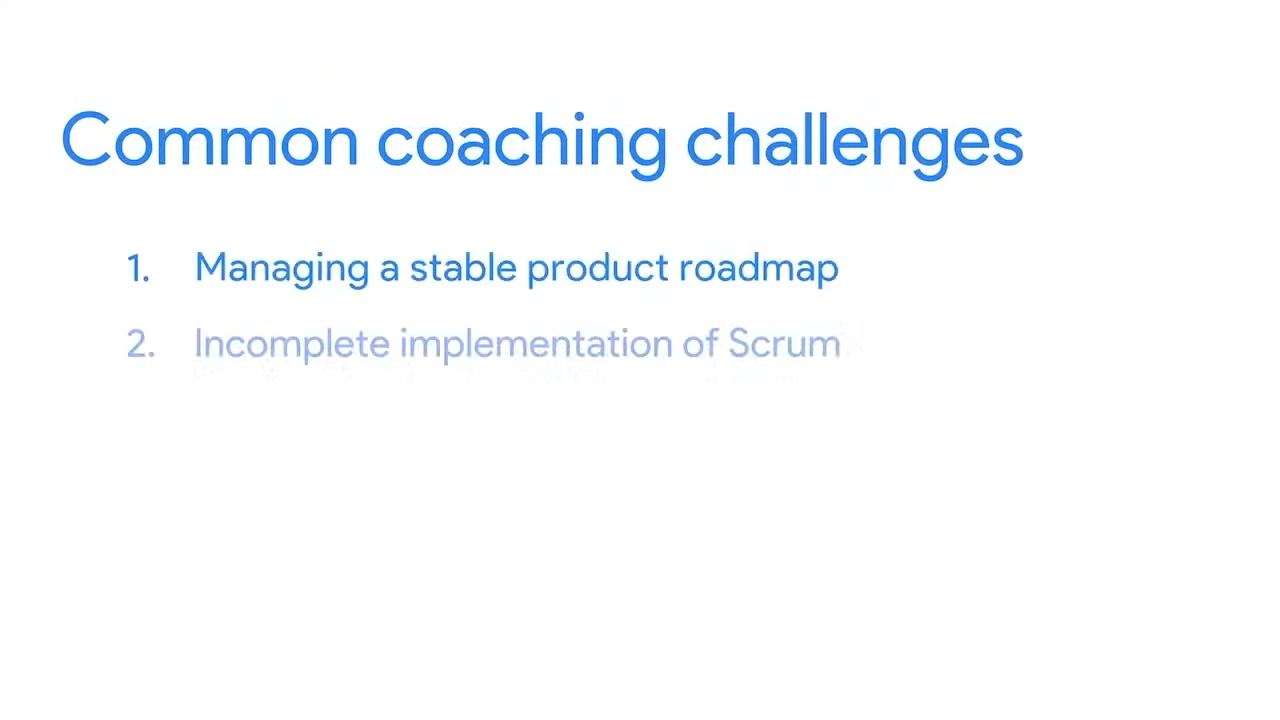 Common coaching challenges
1. Managing a stable product roadmap
2. Incomplete implementation of Scrum